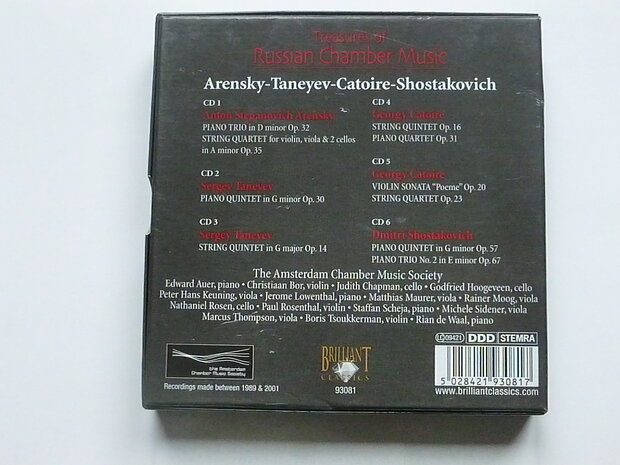 Treasures of
Russian Chamber Music
Arensky-Taneyev-Catoire-Shostakovich
CD 1
Anton Stepanovich Arensky
PIANO TRIO in D minor Op. 32
STRING QUARTET for violin, viola & 2 cellos
in A minor Op. 35
CD 2
Sergey Taneyev
PIANO QUINTET in G minor Op. 30
CD 3
Sergey Taneyev
STRING QUINTET in G major Op. 14
CD 4
Georgy Catoire
STRING QUINTET Op. 16
PIANO QUARTET Op. 31
CD 5
Georgy Catoire
VIOLIN SONATA "Poeme" Op. 20
STRING QUARTET Op. 23
CD 6
Dmitri Shostakovich
PIANO QUINTET in G minor Op. 57
PIANO TRIO No. 2 in E minor Op. 67
The Amsterdam Chamber Music Society
Edward Auer, piano • Christiaan Bor, violin • Judith Chapman, cello • Godfried Hoogeveen, cello
Peter Hans Keuning, viola • Jerome Lowenthal, piano • Matthias Maurer, viola • Rainer Moog, viola
Nathaniel Rosen, cello • Paul Rosenthal, violin • Staffan Scheja, piano • Michele Sidener, viola
Marcus Thompson, viola • Boris Tsoukkerman, violin • Rian de Waal, piano
the Amsterdam
Chamber Music Society
Recordings made between 1989 & 2001
BRILLIANT
CLASSICS
93081
LC 09421 DDD STEMRA
5 028421 930817
www.brilliantclassics.com